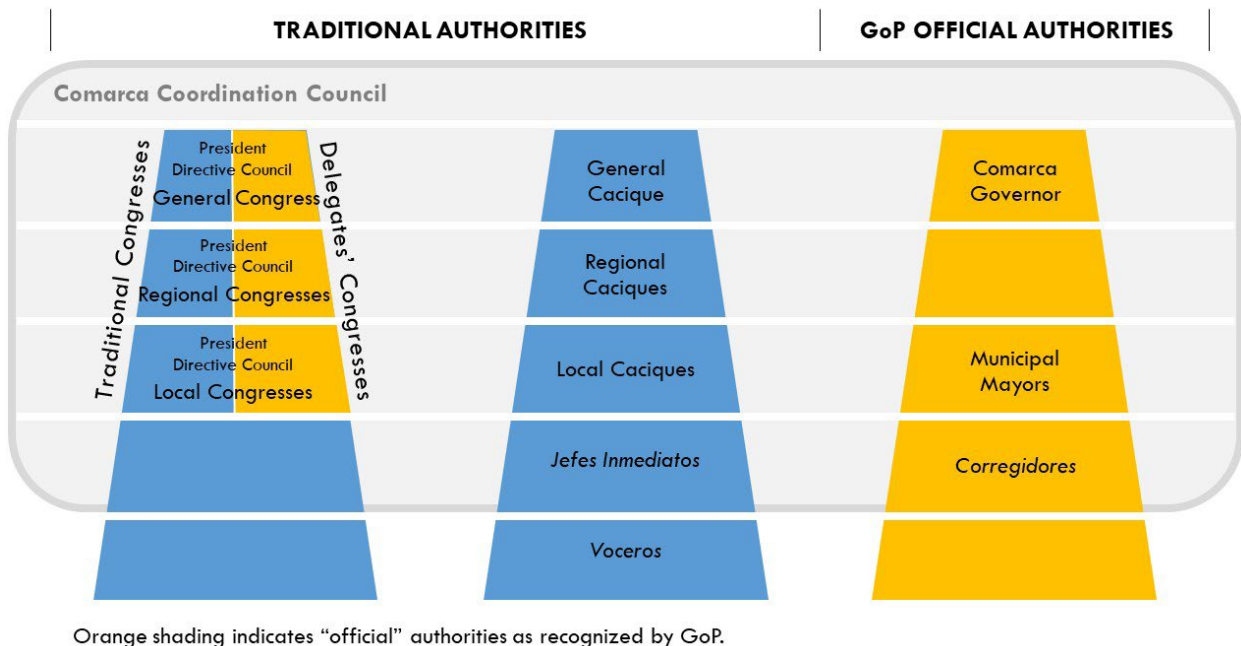 TRADITIONAL AUTHORITIES
GoP OFFICIAL AUTHORITIES
Comarca Coordination Council
Traditional Congresses
President
Directive Council
General Congress
President
Directive Council
Regional Congresses
President
Directive Council
Local Congresses
Delegates’ Congresses
General
Cacique
Regional
Caciques
Local Caciques
Jefes Inmediatos
Voceros
Comarca
Governor
Municipal
Mayors
Corregidores
Orange shading indicates “official” authorities as recognized by GoP.